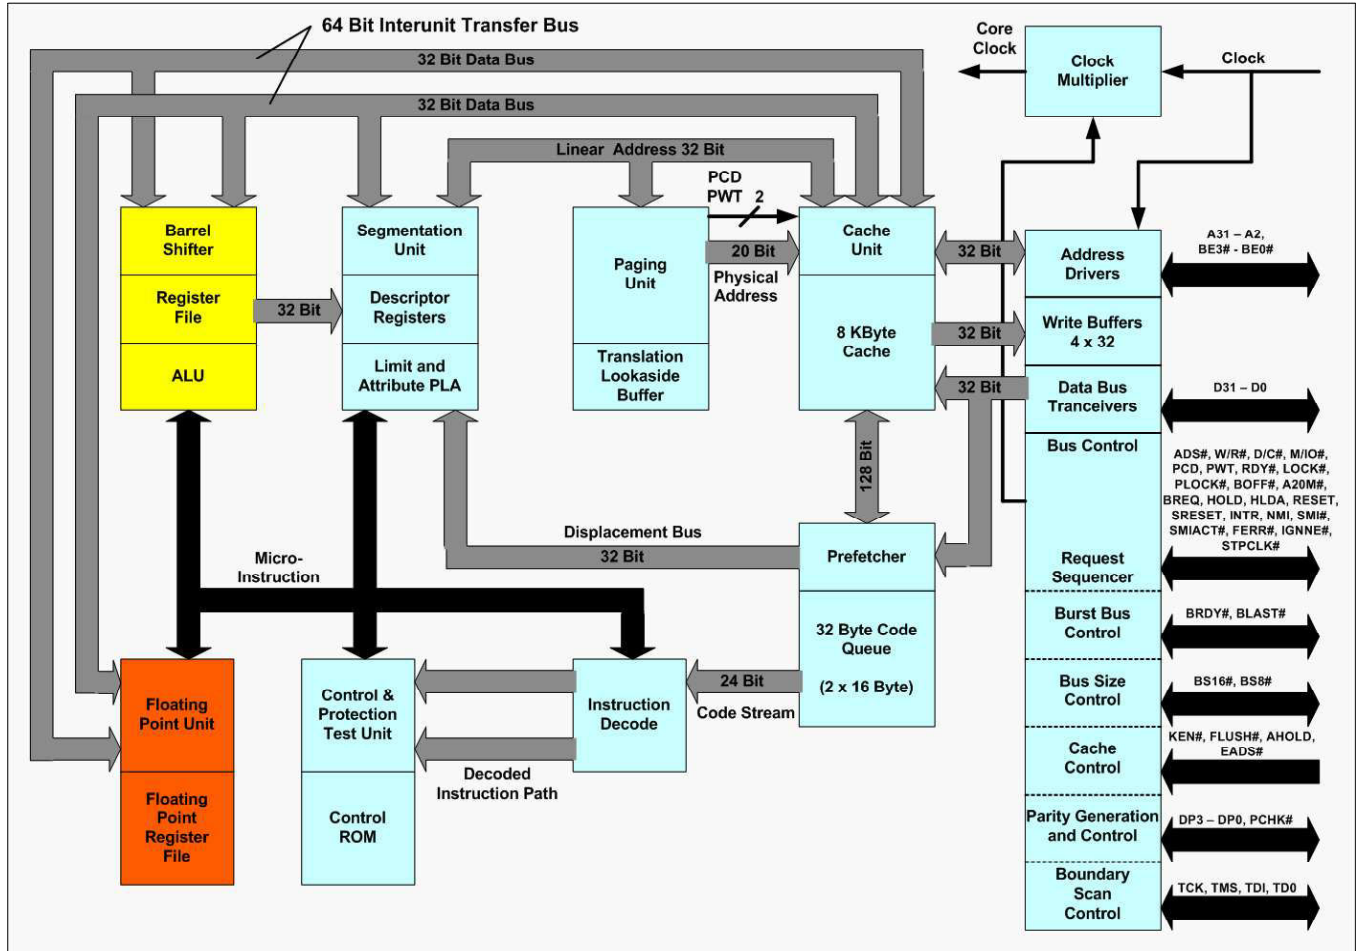 64 Bit Interunit Transfer Bus
32 Bit Data Bus
32 Bit Data Bus
Linear Address 32 Bit
PCD
PWT
2
Core
Clock
Clock
Multiplier
Clock
Barrel
Shifter
Register
File
ALU
32 Bit
Segmentation
Unit
Descriptor
Registers
Limit and
Attribute PLA
Paging
Unit
Translation
Lookaside
Buffer
20 Bit
Physical
Address
Cache
Unit
8 KByte
Cache
32 Bit
32 Bit
32 Bit
128 Bit
Address
Drivers
Write Buffers
4 x 32
Data Bus
Tranceivers
Bus Control
Request
Sequencer
Burst Bus
Control
Bus Size
Control
Cache
Control
Parity Generation
and Control
Boundary
Scan
Control
A31 – A2,
BE3# - BE0#
D31 – D0
ADS#, W/R#, D/C#, M/IO#,
PCD, PWT, RDY#, LOCK#,
PLOCK#, BOFF#, A20M#,
BREQ, HOLD, HLDA, RESET,
SRESET, INTR, NMI, SMI#,
SMIACT#, FERR#, IGNNE#,
STPCLK#
BRDY#, BLAST#
BS16#, BS8#
KEN#, FLUSH#, AHOLD,
EADS#
DP3 – DP0, PCHK#
TCK, TMS, TDI, TD0
Displacement Bus
32 Bit
Micro-
Instruction
Prefetcher
32 Byte Code
Queue
(2 x 16 Byte)
24 Bit
Code Stream
Instruction
Decode
Decoded
Instruction Path
Control &
Protection
Test Unit
Control
ROM
Floating
Point Unit
Floating
Point
Register
File